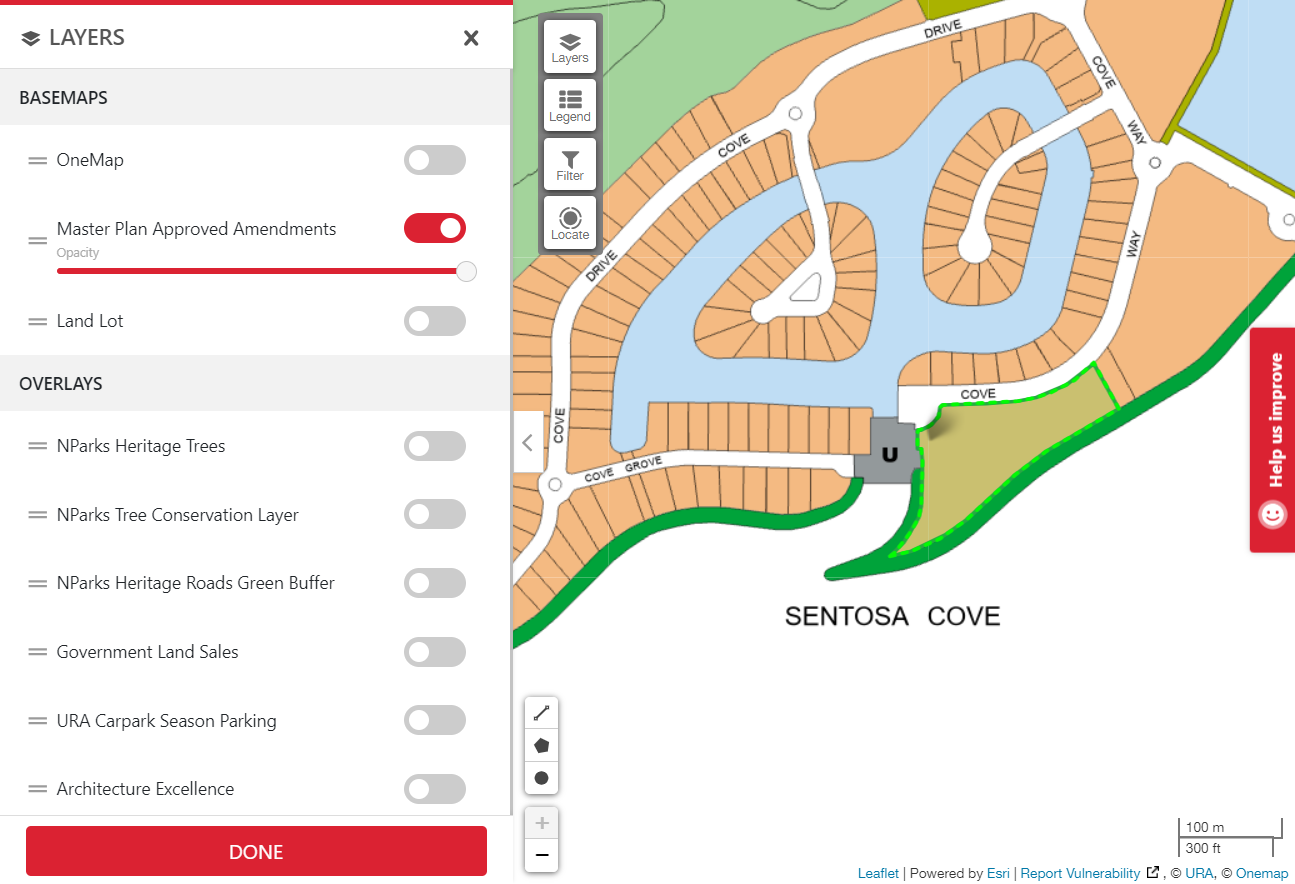 LAYERS
BASEMAPS
OneMap
Master Plan Approved Amendments
Opacity
Land Lot
OVERLAYS
NParks Heritage Trees
NParks Tree Conservation Layer
NParks Heritage Roads Green Buffer
Government Land Sales
URA Carpark Season Parking
Architecture Excellence
DONE
Layers
Legend
Filter
Locate
DRIVE
COVE
COVE
WAY
DRIVE
WAY
COVE
COVE
COVE GROVE
U
SENTOSA COVE
Help us improve
100 m
300 ft
Leaflet | Powered by Esri | Report Vulnerability , © URA, © Onemap